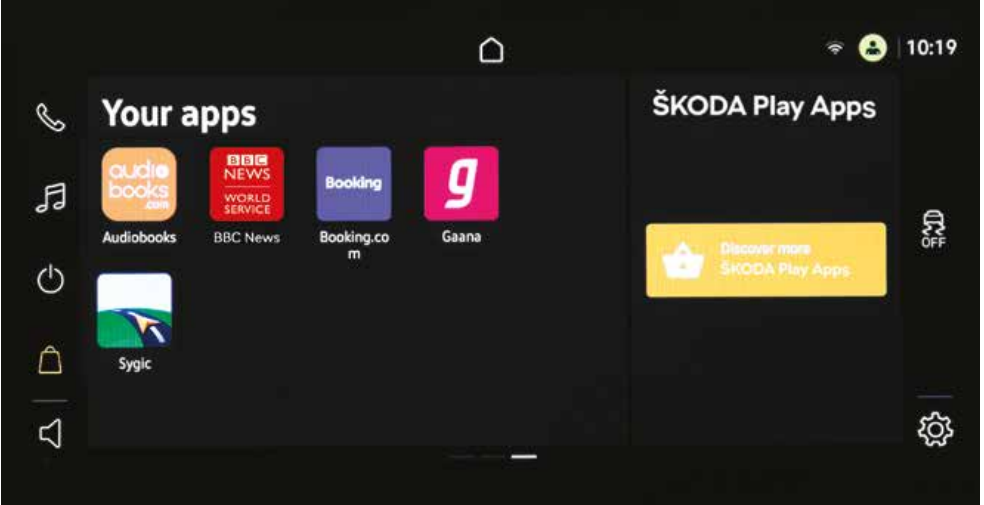 10:19
Your apps
ŠKODA Play Apps
audio
books
.com
BBC
NEWS
WORLD
SERVICE
Booking
g
Audiobooks
BBC News
Booking.co
m
Gaana
Discover more
ŠKODA Play Apps
OFF
Sygic